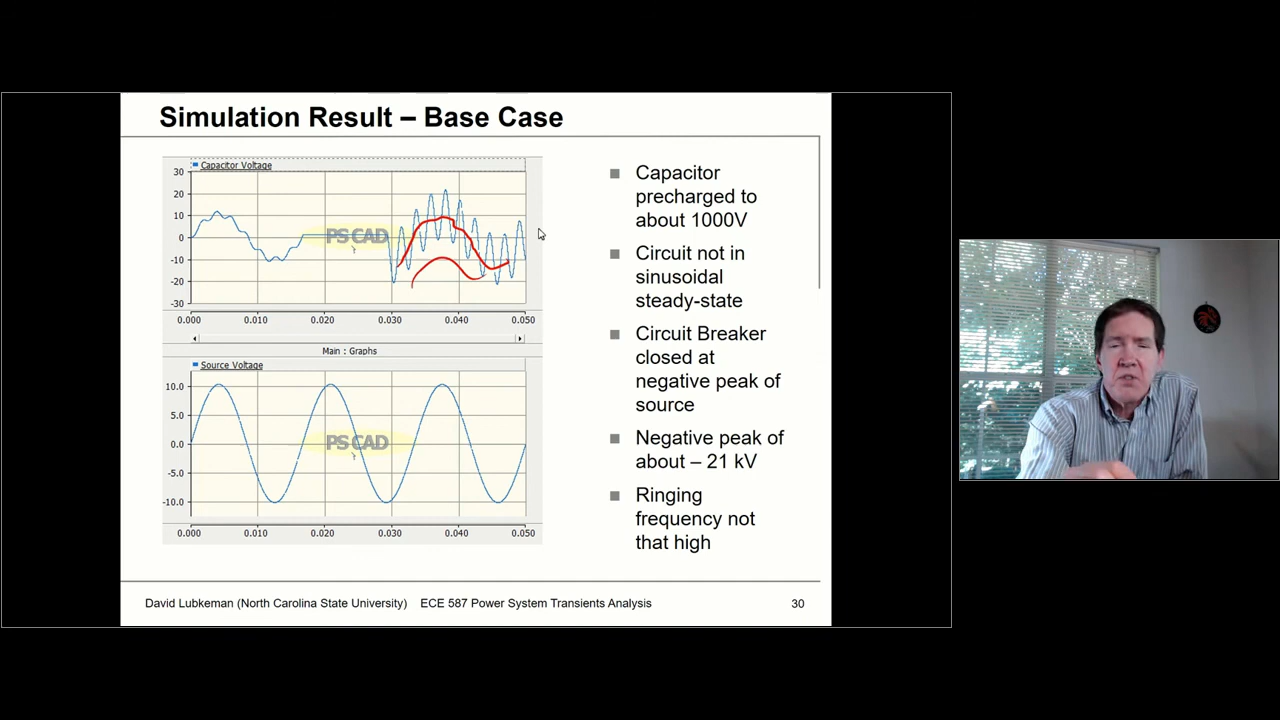 Simulation Result – Base Case
Capacitor Voltage
30
20
10
0
-10
-20
-30
PSCAD
0.000 0.010 0.020 0.030 0.040 0.050
Main : Graphs
Source Voltage
10.0
5.0
0.0
-5.0
-10.0
PSCAD
0.000 0.010 0.020 0.030 0.040 0.050
Capacitor
precharged to
about 1000V
Circuit not in
sinusoidal
steady-state
Circuit Breaker
closed at
negative peak of
source
Negative peak of
about – 21 kV
Ringing
frequency not
that high
David Lubkeman (North Carolina State University) ECE 587 Power System Transients Analysis 30